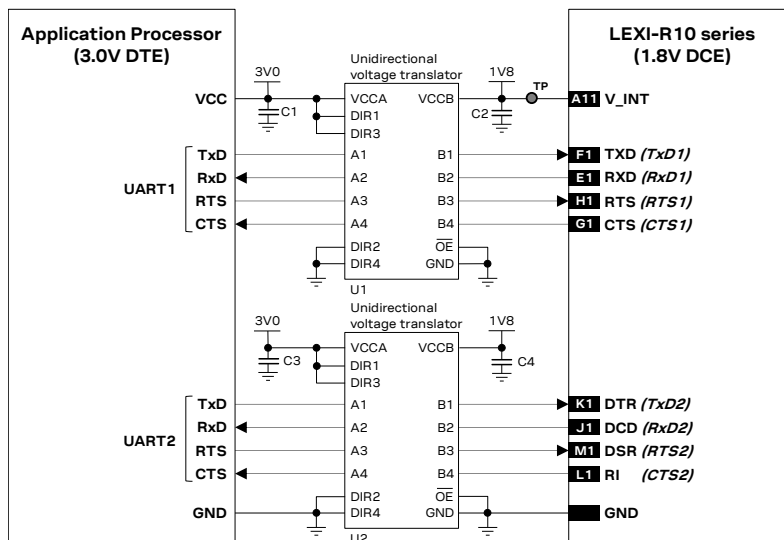 Application Processor
(3.0V DTE)
LEXI-R10 series
(1.8V DCE)
Unidirectional
voltage translator
3V0
1V8
TP
VCC
VCCA
VCCB
A11
V_INT
C1
DIR1
C2
DIR3
UART1
TxD
A1
B1
F1
TXD (TxD1)
RxD
A2
B2
E1
RXD (RxD1)
RTS
A3
B3
H1
RTS (RTS1)
CTS
A4
B4
G1
CTS (CTS1)
DIR2
OE
DIR4
GND
U1
Unidirectional
voltage translator
3V0
1V8
VCCA
VCCB
C3
DIR1
C4
DIR3
UART2
TxD
A1
B1
K1
DTR (TxD2)
RxD
A2
B2
J1
DCD (RxD2)
RTS
A3
B3
M1
DSR (RTS2)
CTS
A4
B4
L1
RI (CTS2)
DIR2
OE
GND
DIR4
GND
GND
U2